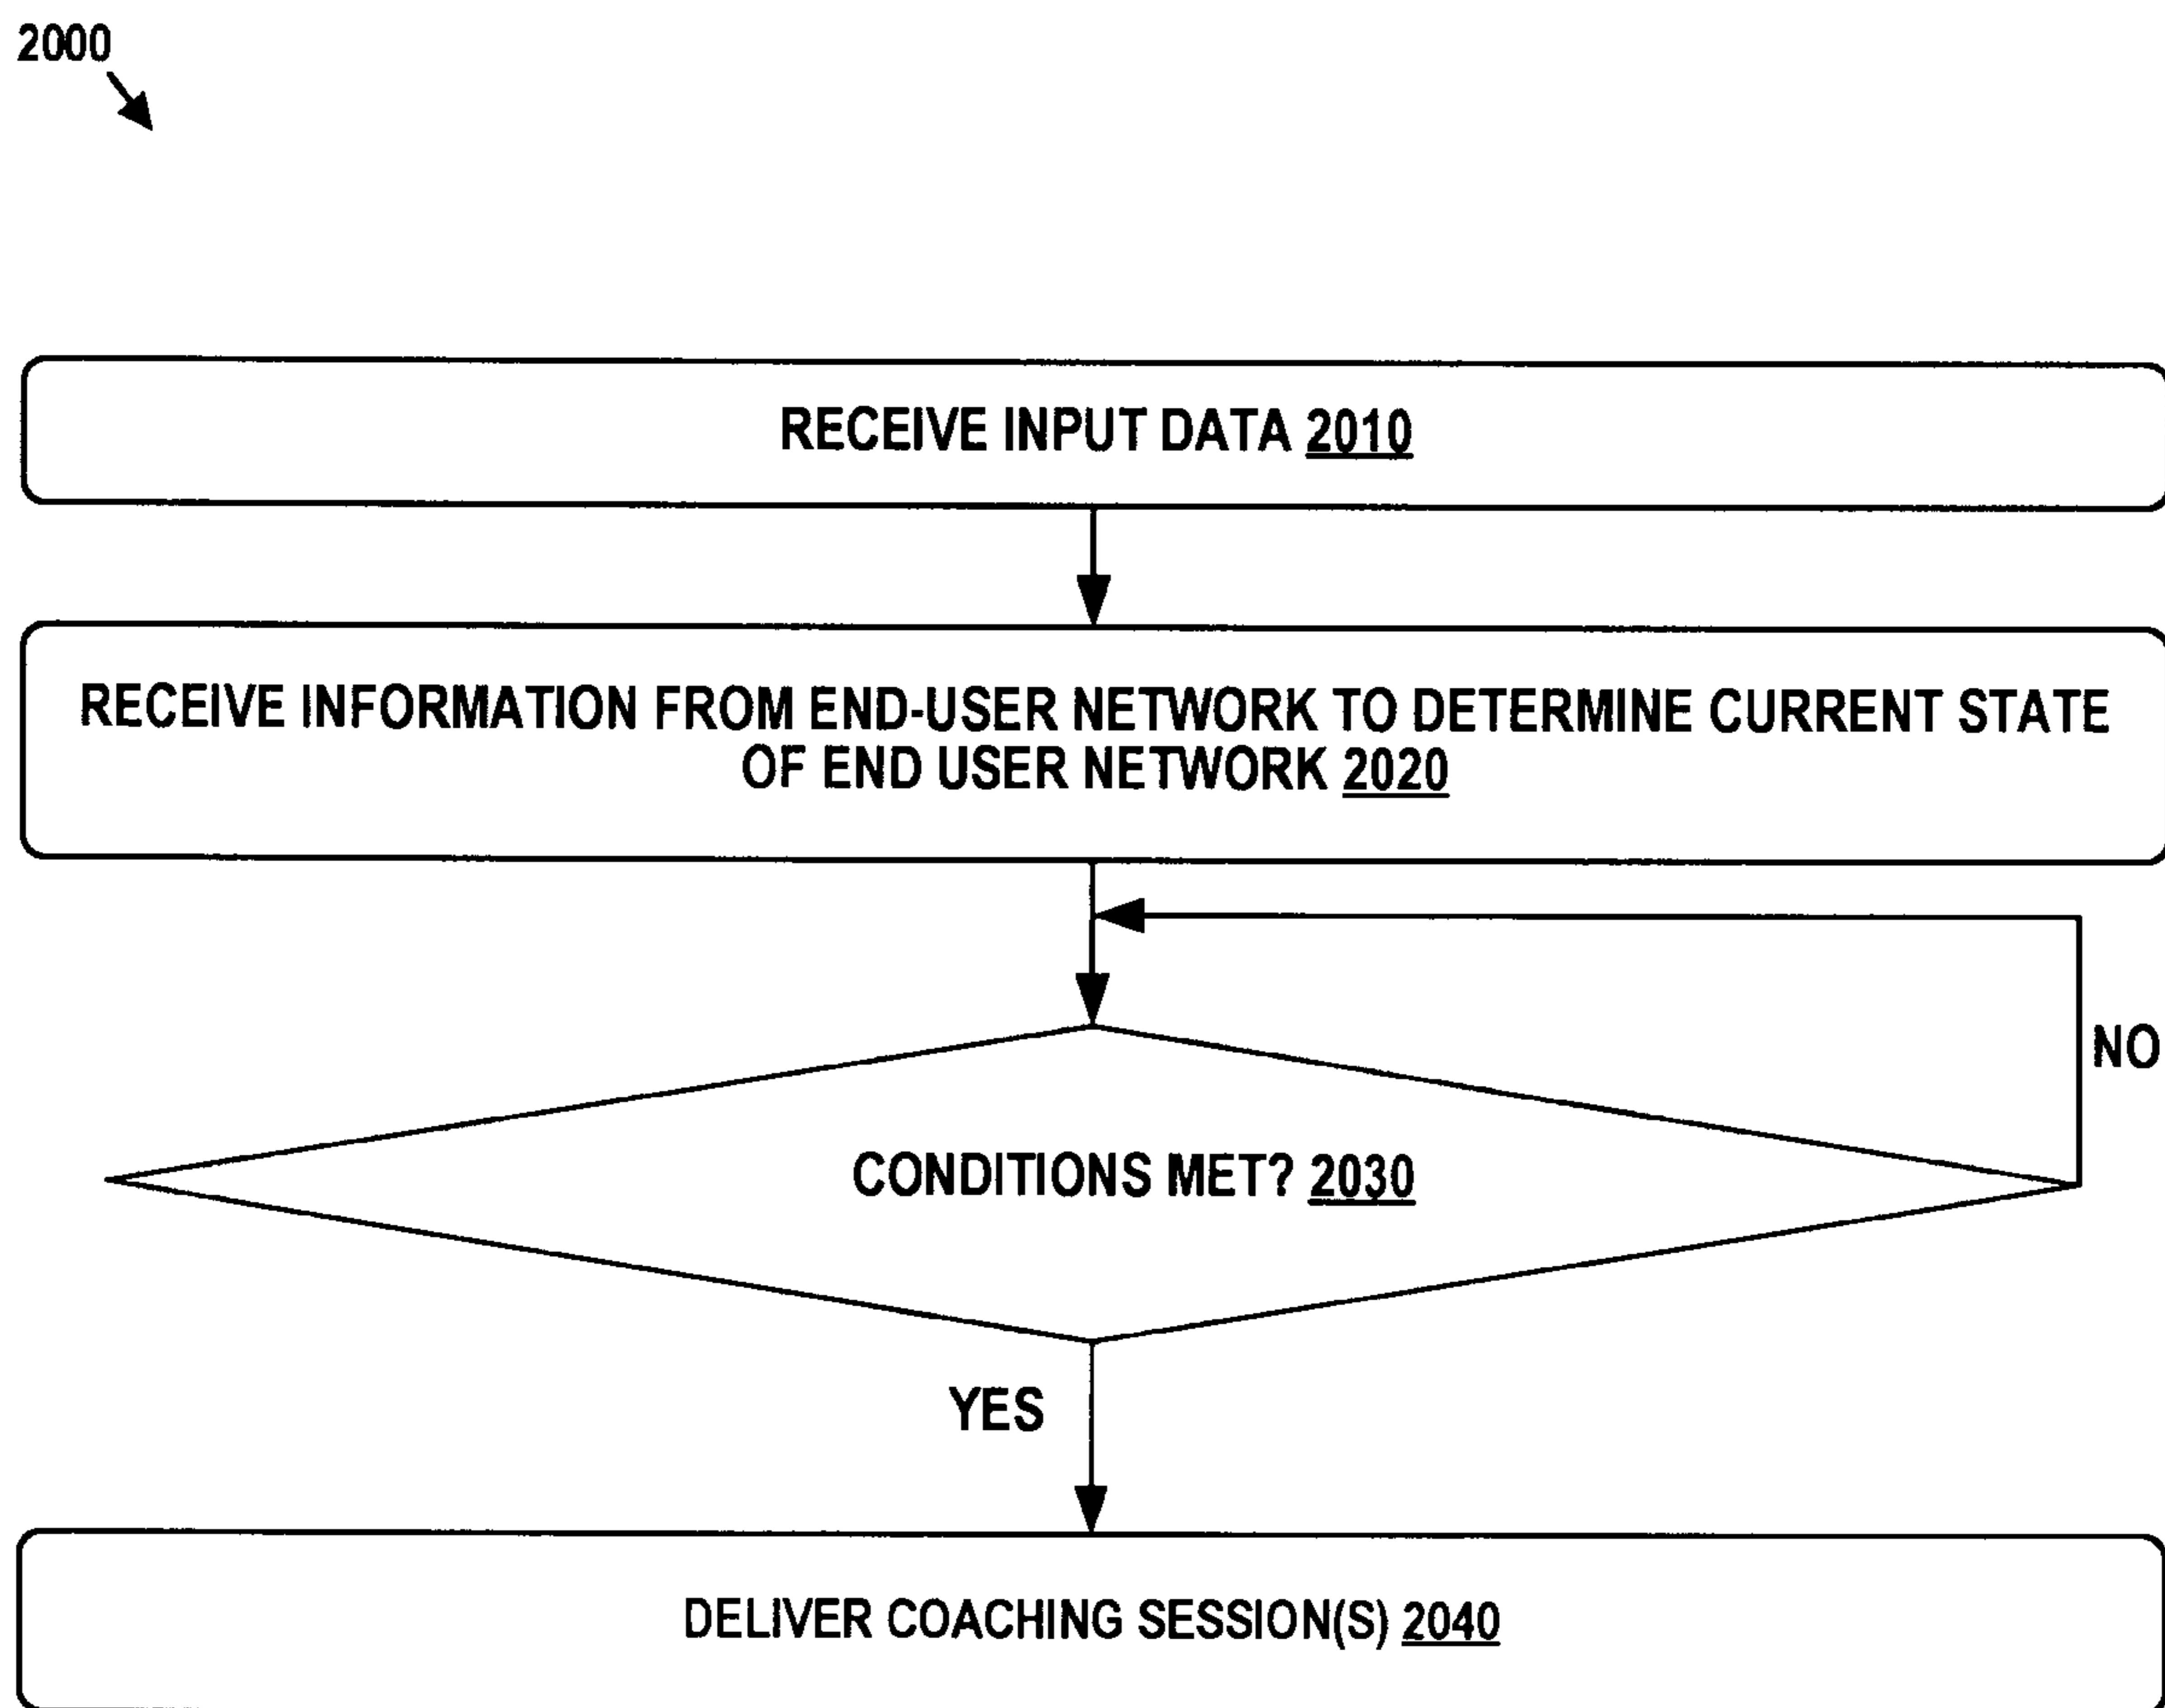 2000
RECEIVE INPUT DATA 2010
RECEIVE INFORMATION FROM END-USER NETWORK TO DETERMINE CURRENT STATE
OF END USER NETWORK 2020
NO
CONDITIONS MET? 2030
YES
DELIVER COACHING SESSION(S) 2040